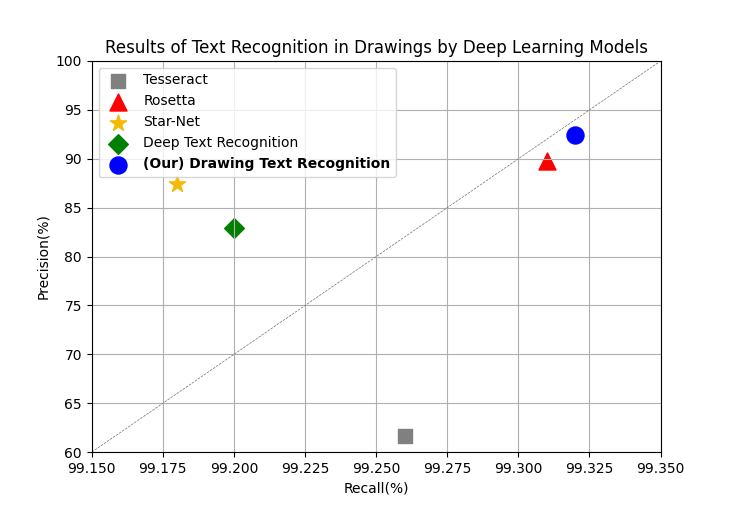 Results of Text Recognition in Drawings by Deep Learning Models
100
95
90
85
80
75
70
65
60
Precision(%)
Tesseract
Rosetta
Star-Net
Deep Text Recognition
(Our) Drawing Text Recognition
99.150 99.175 99.200 99.225 99.250 99.275 99.300 99.325 99.350
Recall(%)